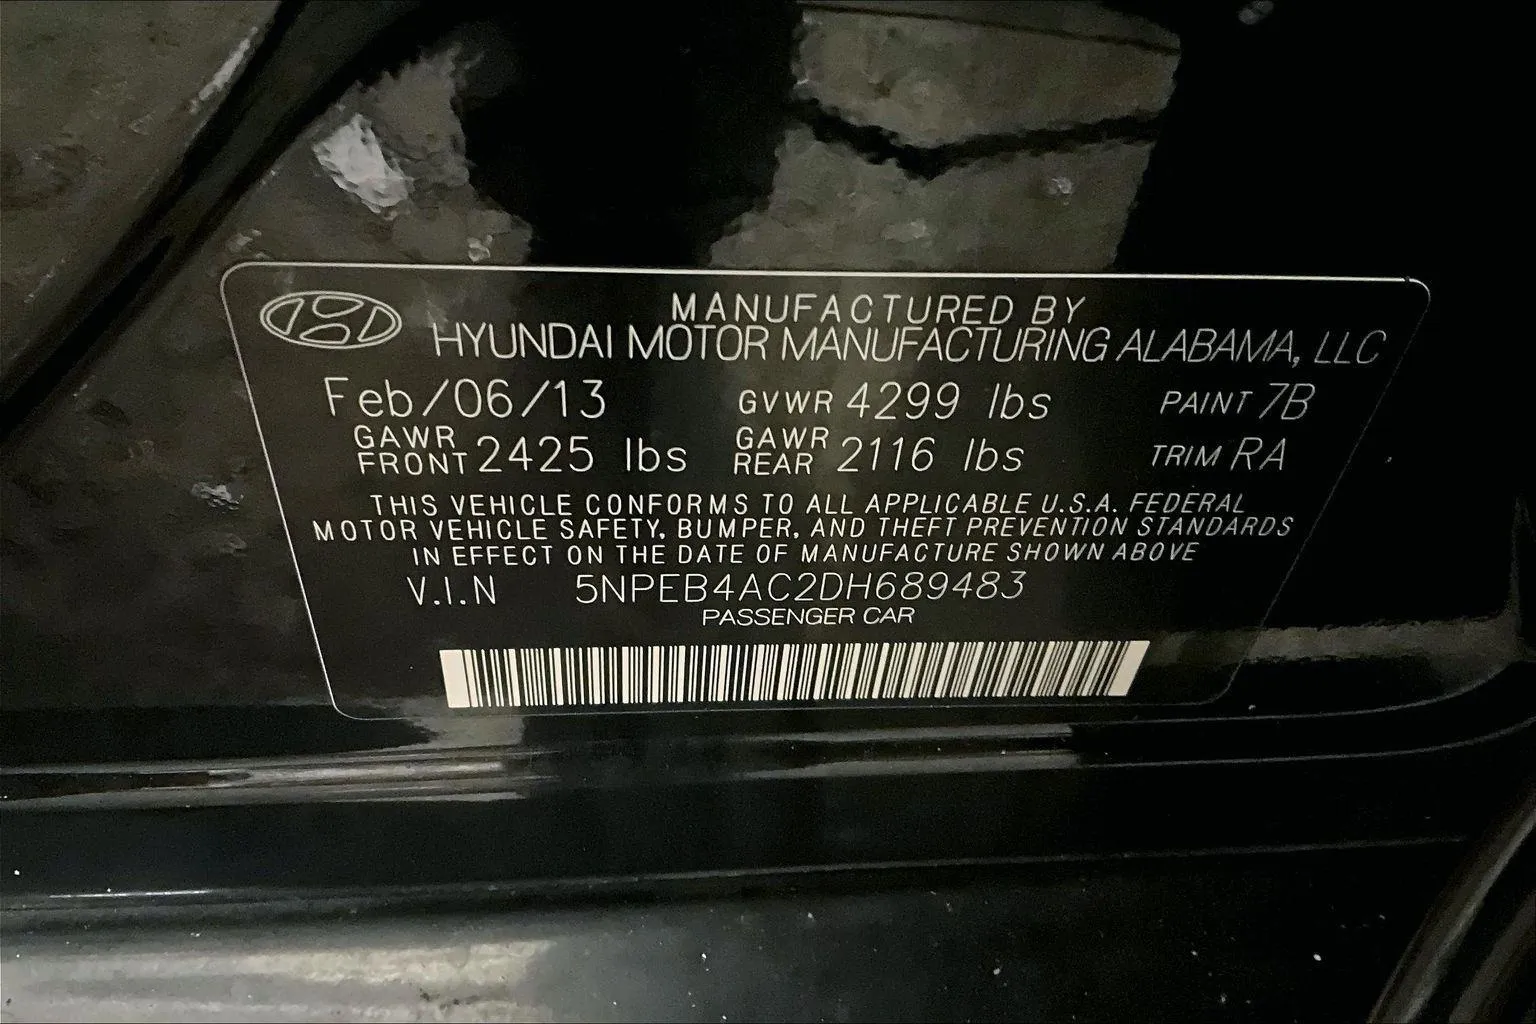 MANUFACTURED BY
HYUNDAI MOTOR MANUFACTURING ALABAMA, LLC
Feb/06/13 GVWR 4299 lbs PAINT 7B
GAWR FRONT 2425 lbs GAWR REAR 2116 lbs TRIM RA
THIS VEHICLE CONFORMS TO ALL APPLICABLE U.S.A. FEDERAL
MOTOR VEHICLE SAFETY, BUMPER, AND THEFT PREVENTION STANDARDS
IN EFFECT ON THE DATE OF MANUFACTURE SHOWN ABOVE
V.I.N 5NPEB4AC2DH689483
PASSENGER CAR